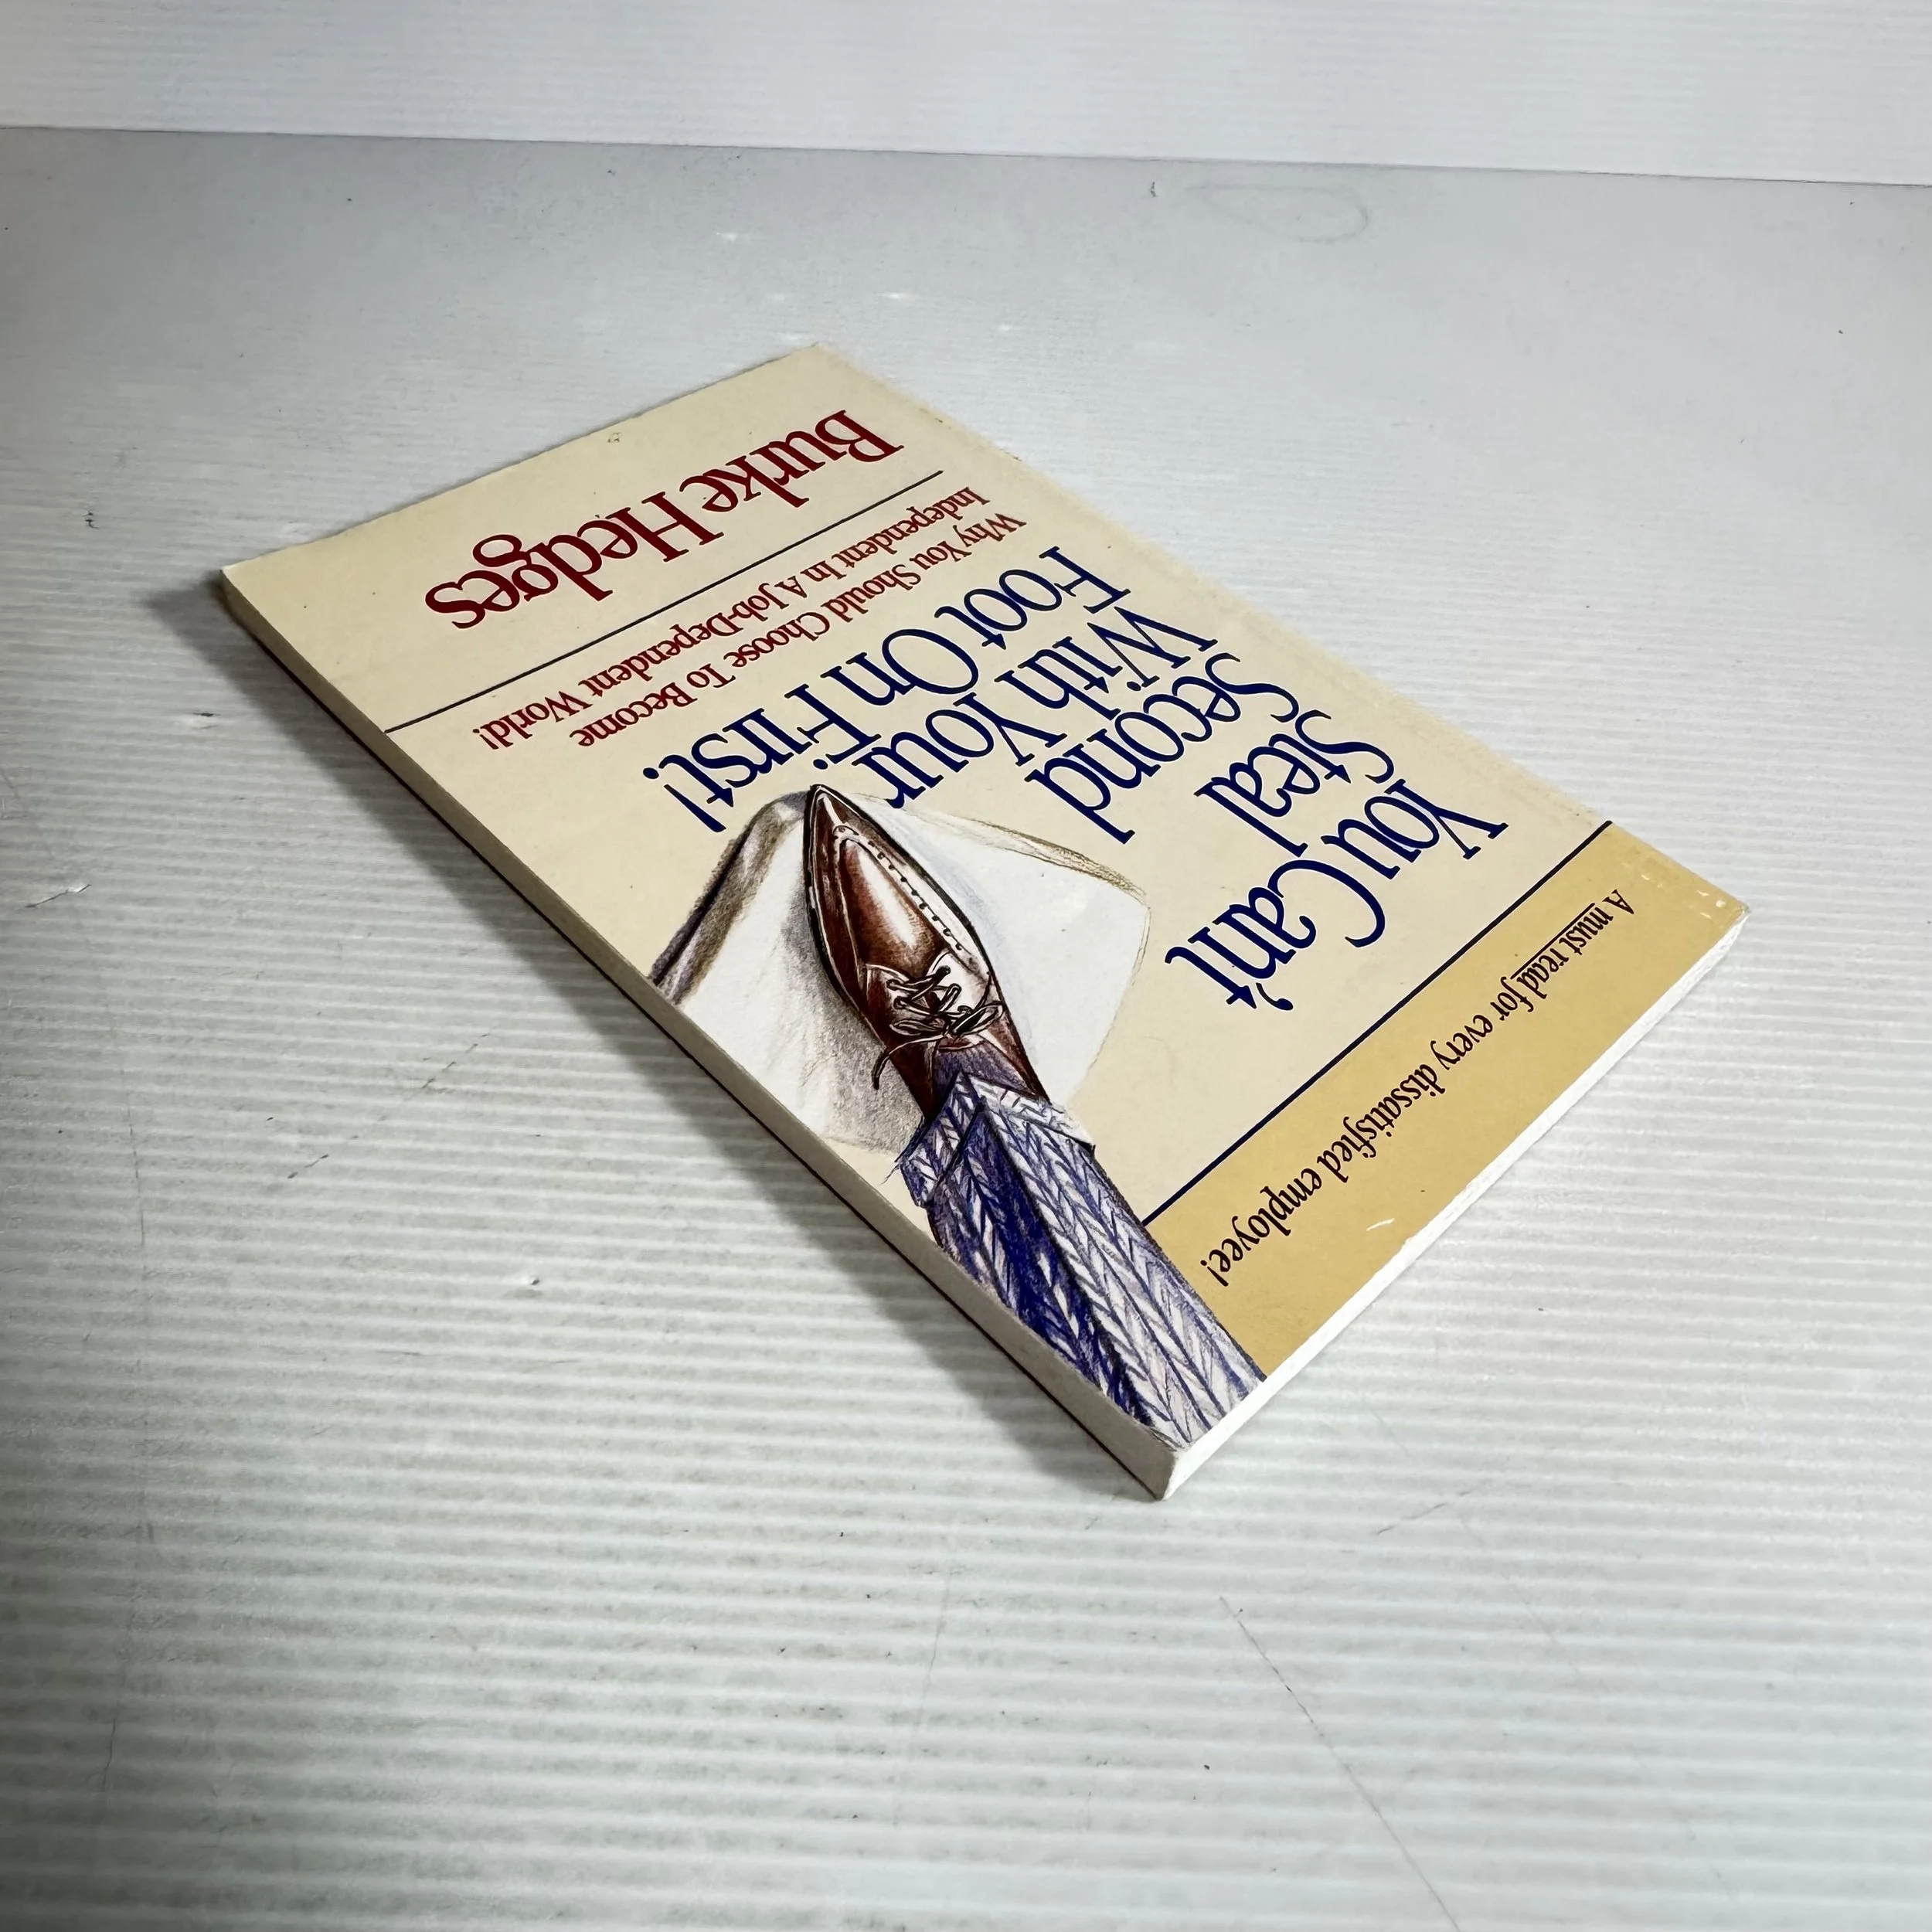 A must read for every dissatisfied employee!
You Can't
Steal
Second
With Your
Foot On First!
Why You Should Choose To Become
Independent In A Job-Dependent World!
Burke Hedges